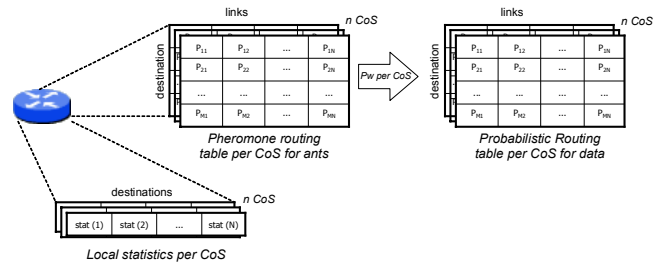 links
n CoS
destination
P11 P12 ... P1N
P21 P22 ... P2N
... ... ... ...
PM1 PM2 ... PMN
Pheromone routing
table per CoS for ants
Pw per CoS
links
n CoS
destination
P11 P12 ... P1N
P21 P22 ... P2N
... ... ... ...
PM1 PM2 ... PMN
Probabilistic Routing
table per CoS for data
destinations
n CoS
stat (1) stat (2) ... stat (N)
Local statistics per CoS